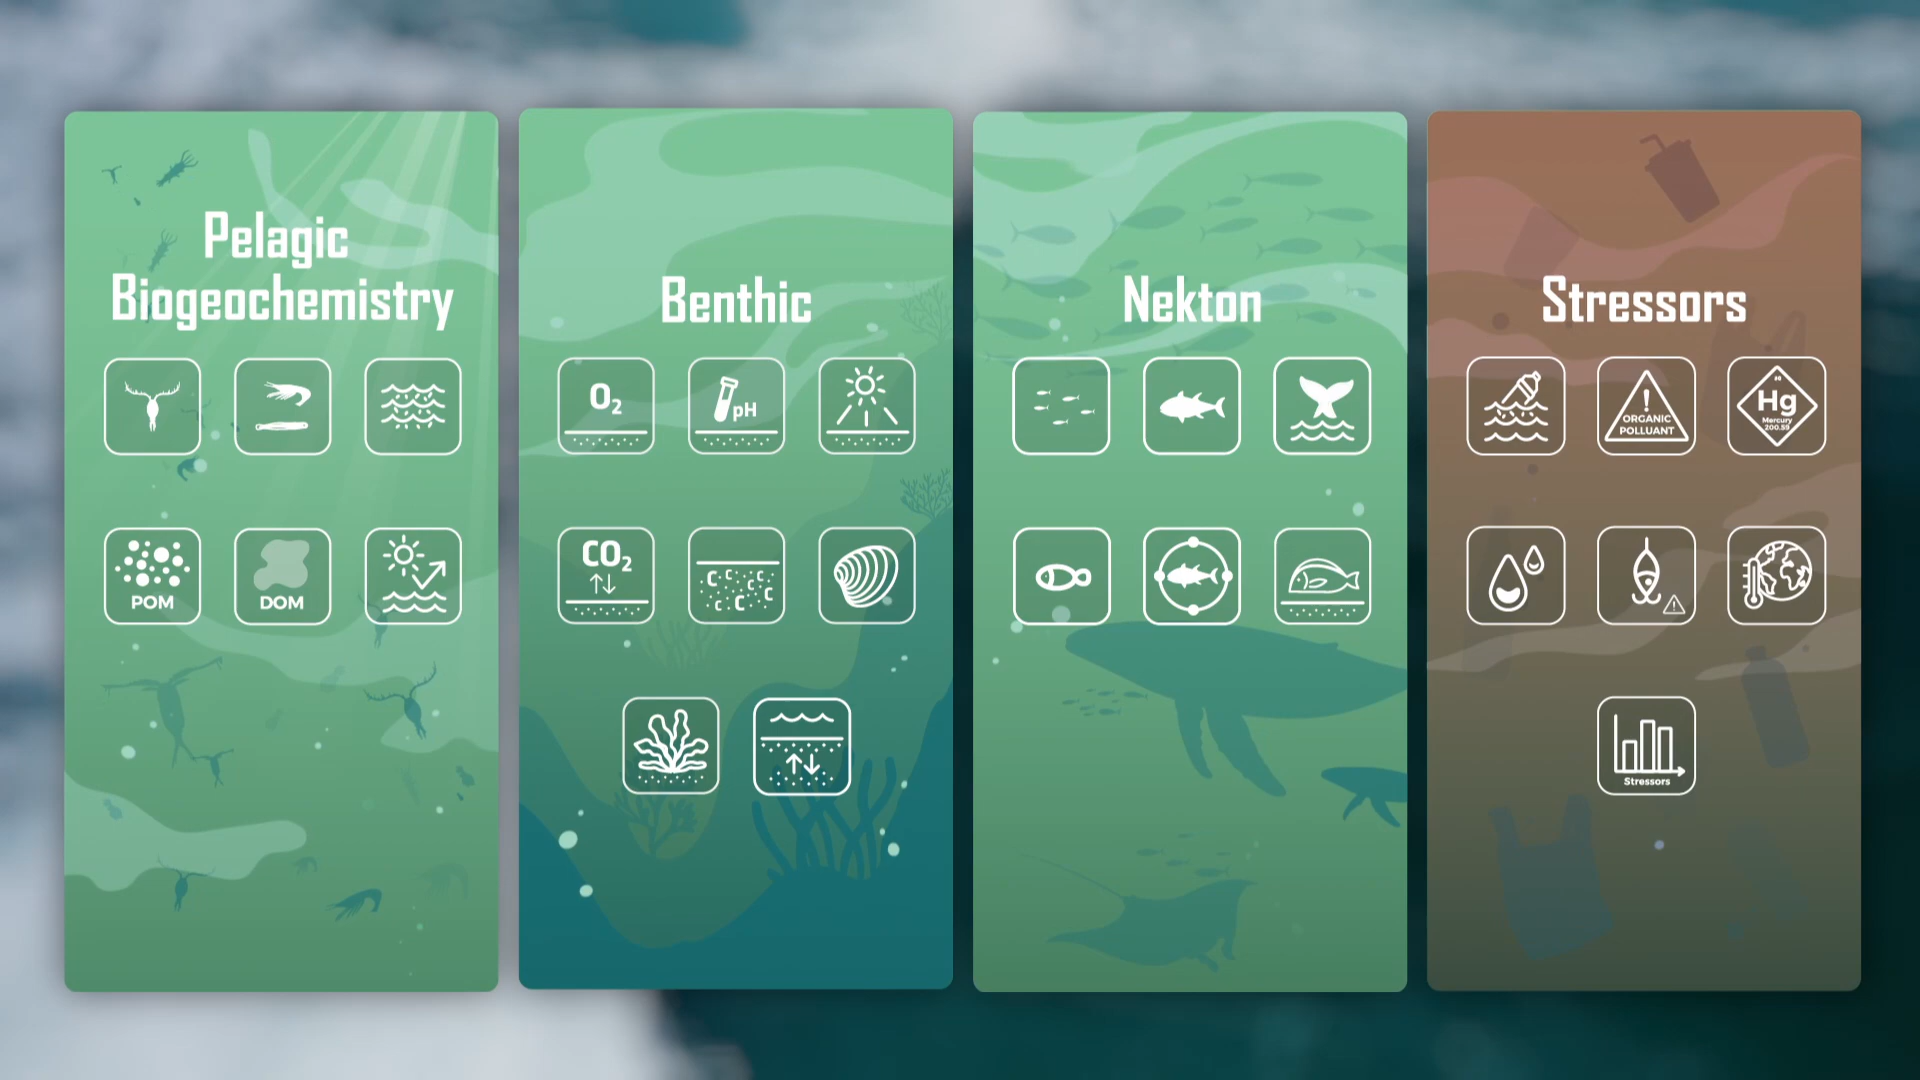 Pelagic
Biogeochemistry
POM
DOM
Benthic
O₂
pH
CO₂
C C C C C C C
Nekton
Stressors
!
ORGANIC
POLLUANT
Hg
Mercury
200.59
!
Stressors